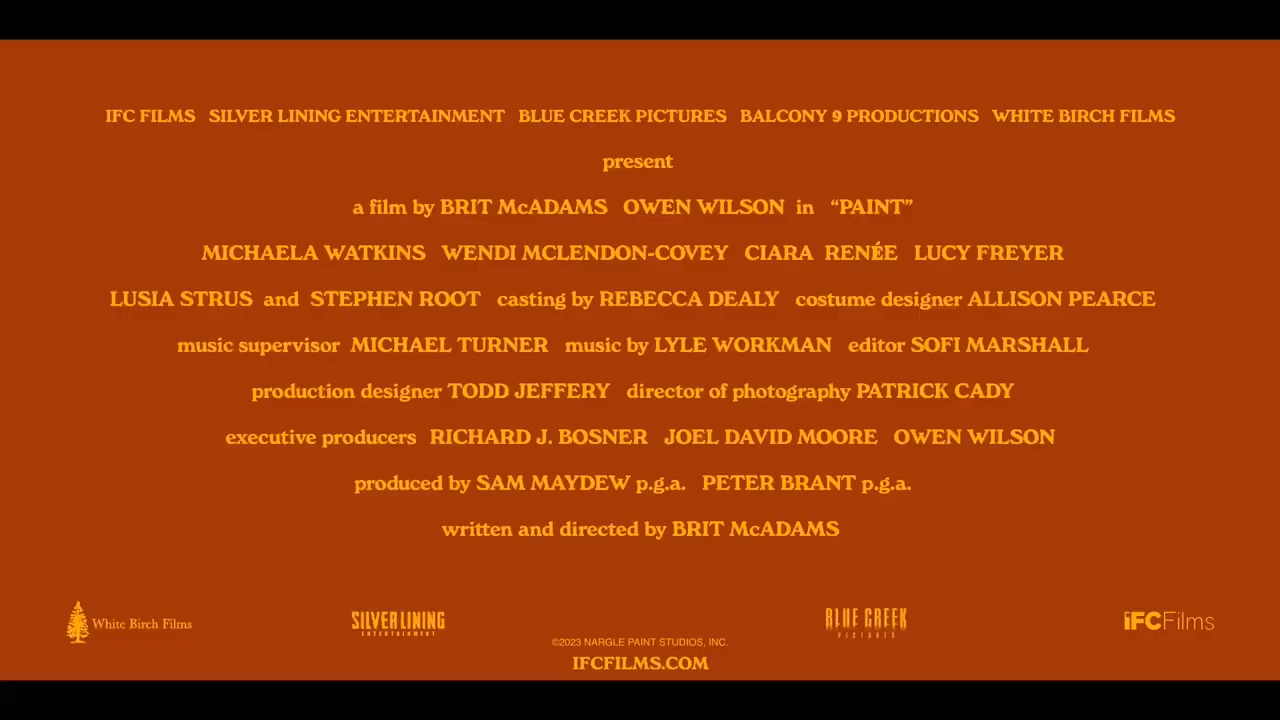 IFC FILMS SILVER LINING ENTERTAINMENT BLUE CREEK PICTURES BALCONY 9 PRODUCTIONS WHITE BIRCH FILMS
present
a film by BRIT McADAMS OWEN WILSON in “PAINT”
MICHAELA WATKINS WENDI MCLENDON-COVEY CIARA RENÉE LUCY FREYER
LUSIA STRUS and STEPHEN ROOT casting by REBECCA DEALY costume designer ALLISON PEARCE
music supervisor MICHAEL TURNER music by LYLE WORKMAN editor SOFI MARSHALL
production designer TODD JEFFERY director of photography PATRICK CADY
executive producers RICHARD J. BOSNER JOEL DAVID MOORE OWEN WILSON
produced by SAM MAYDEW p.g.a. PETER BRANT p.g.a.
written and directed by BRIT McADAMS
White Birch Films
SILVER LINING
ENTERTAINMENT
BLUE CREEK
PICTURES
iFC Films
©2023 NARGLE PAINT STUDIOS, INC.
IFCFILMS.COM